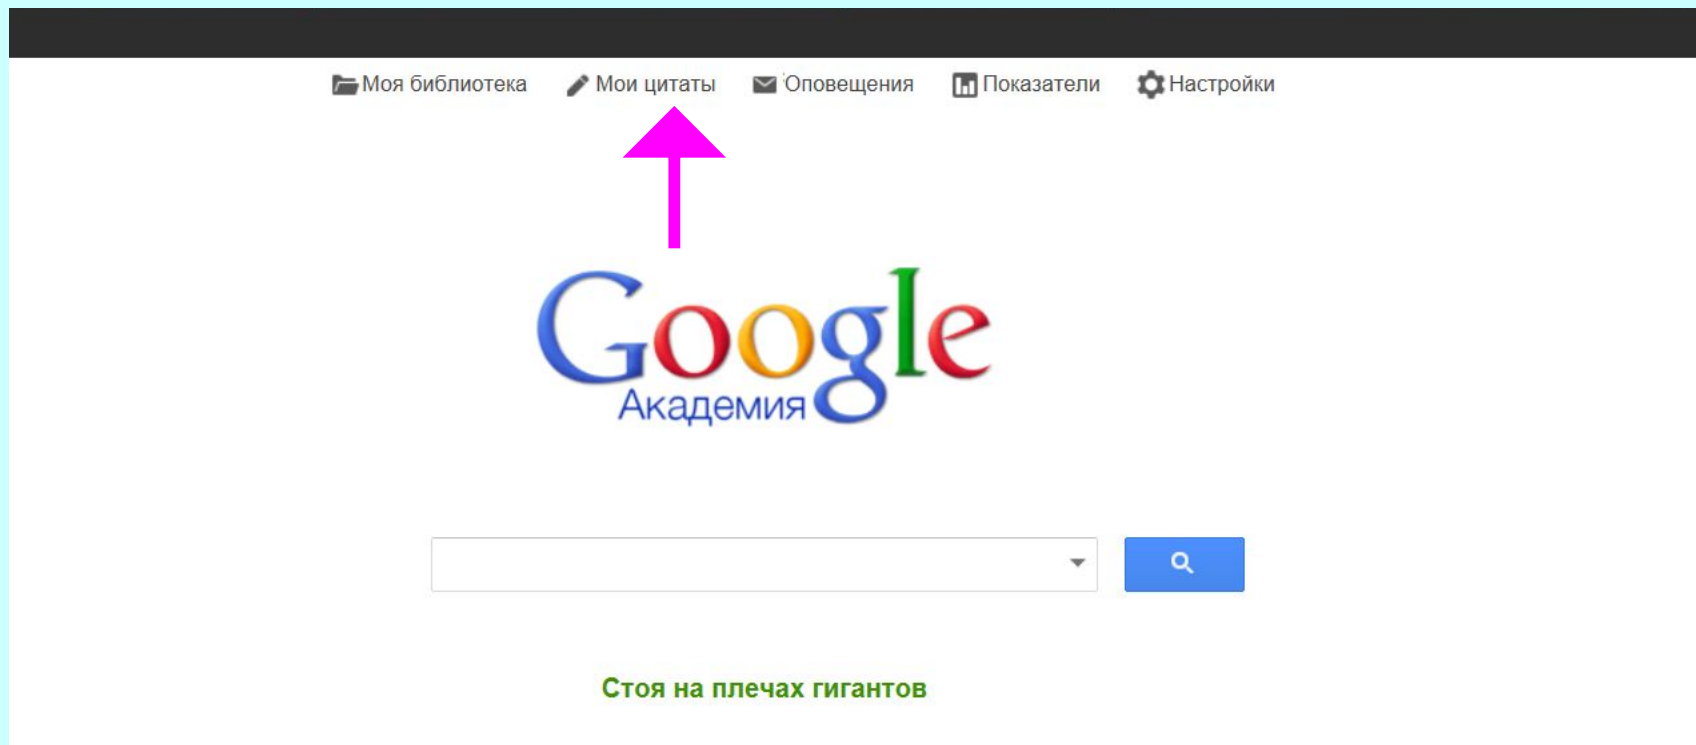 Моя библиотека Мои цитаты Оповещения Показатели Настройки
Google
Академия
Стоя на плечах гигантов